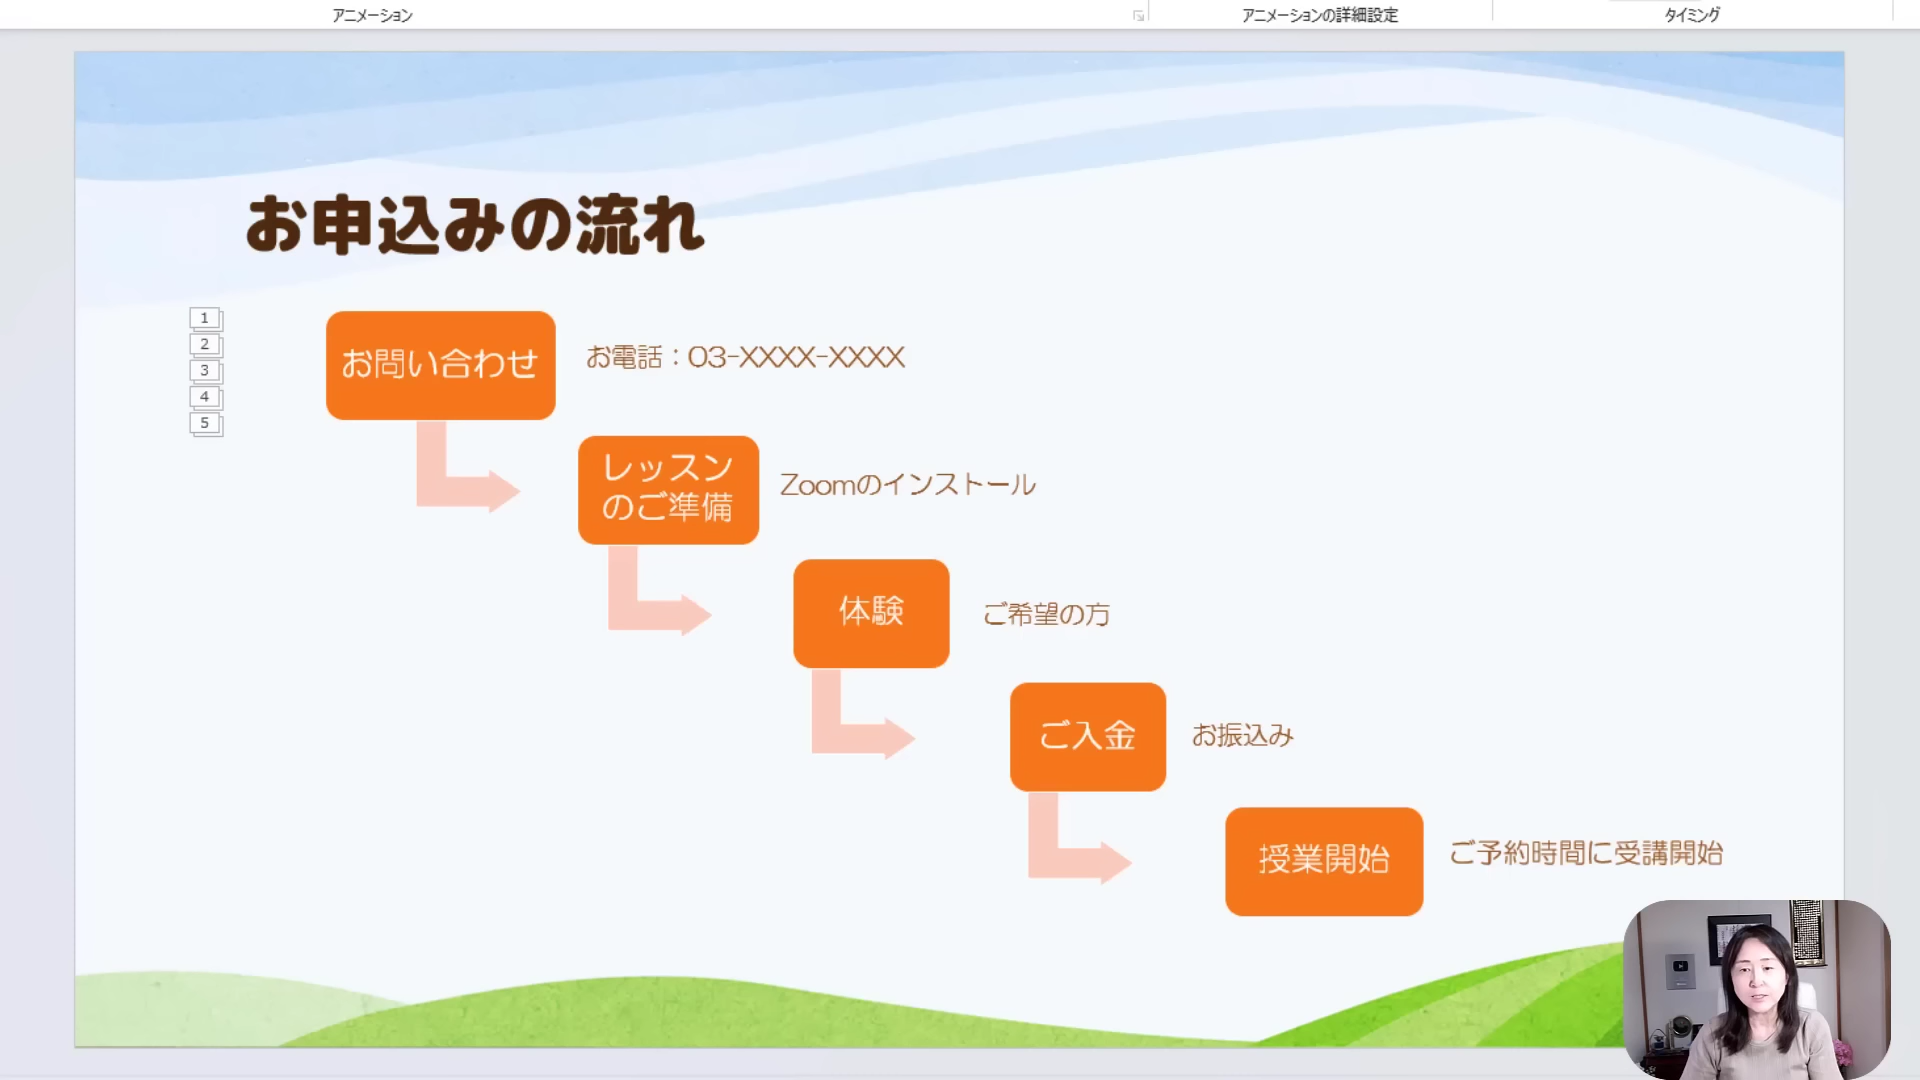 アニメーション
アニメーションの詳細設定
タイミング
お申込みの流れ
1
2
3
4
5
お問い合わせ
お電話：03-XXXX-XXXX
レッスン
のご準備
Zoomのインストール
体験
ご希望の方
ご入金
お振込み
授業開始
ご予約時間に受講開始